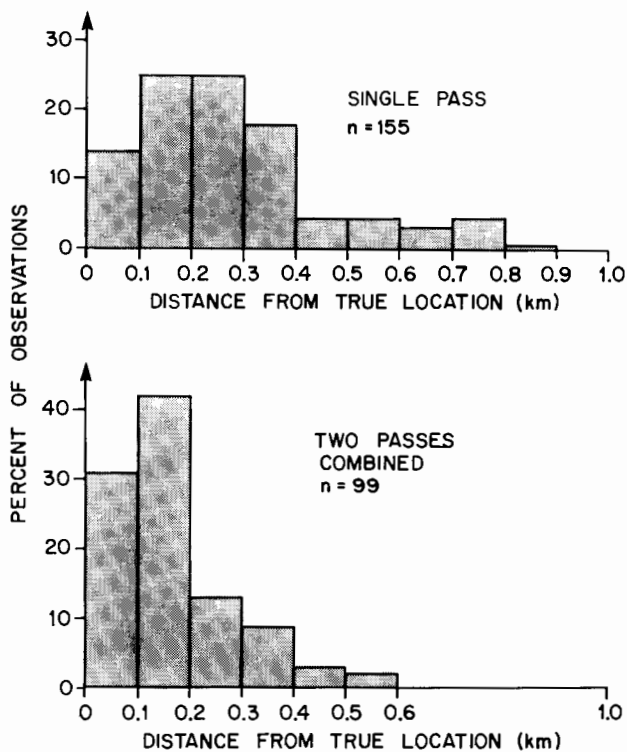 PERCENT OF OBSERVATIONS
30
20
10
0
SINGLE PASS
n = 155
0 0.1 0.2 0.3 0.4 0.5 0.6 0.7 0.8 0.9 1.0
DISTANCE FROM TRUE LOCATION (km)
40
30
20
10
0
TWO PASSES
COMBINED
n = 99
0 0.1 0.2 0.3 0.4 0.5 0.6 1.0
DISTANCE FROM TRUE LOCATION (km)